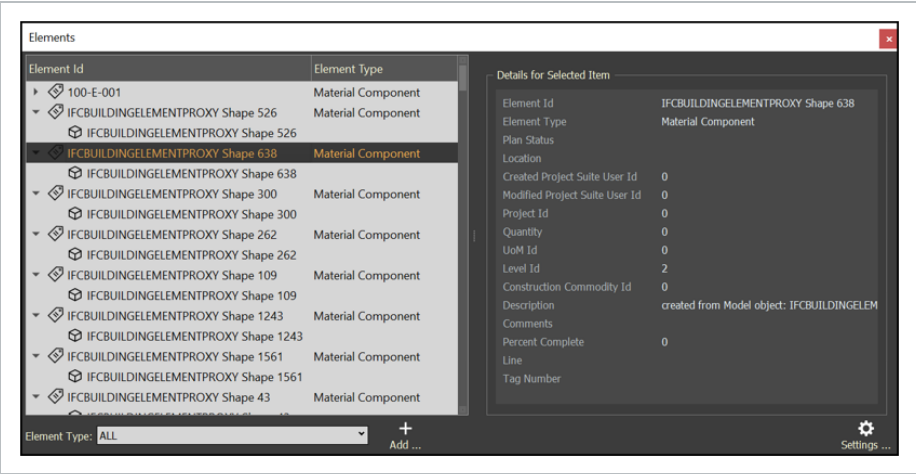 Elements
Element Id Element Type
100-E-001 Material Component
IFCBUILDINGELEMENTPROXY Shape 526 Material Component
IFCBUILDINGELEMENTPROXY Shape 526
IFCBUILDINGELEMENTPROXY Shape 638 Material Component
IFCBUILDINGELEMENTPROXY Shape 638
IFCBUILDINGELEMENTPROXY Shape 300 Material Component
IFCBUILDINGELEMENTPROXY Shape 300
IFCBUILDINGELEMENTPROXY Shape 262 Material Component
IFCBUILDINGELEMENTPROXY Shape 262
IFCBUILDINGELEMENTPROXY Shape 109 Material Component
IFCBUILDINGELEMENTPROXY Shape 109
IFCBUILDINGELEMENTPROXY Shape 1243 Material Component
IFCBUILDINGELEMENTPROXY Shape 1243
IFCBUILDINGELEMENTPROXY Shape 1561 Material Component
IFCBUILDINGELEMENTPROXY Shape 1561
IFCBUILDINGELEMENTPROXY Shape 43 Material Component
Element Type: ALL
Add ...
Details for Selected Item
Element Id IFCBUILDINGELEMENTPROXY Shape 638
Element Type Material Component
Plan Status
Location
Created Project Suite User Id 0
Modified Project Suite User Id 0
Project Id 0
Quantity 0
UoM Id 0
Level Id 2
Construction Commodity Id 0
Description created from Model object: IFCBUILDINGELEM
Comments
Percent Complete 0
Line
Tag Number
Settings ...